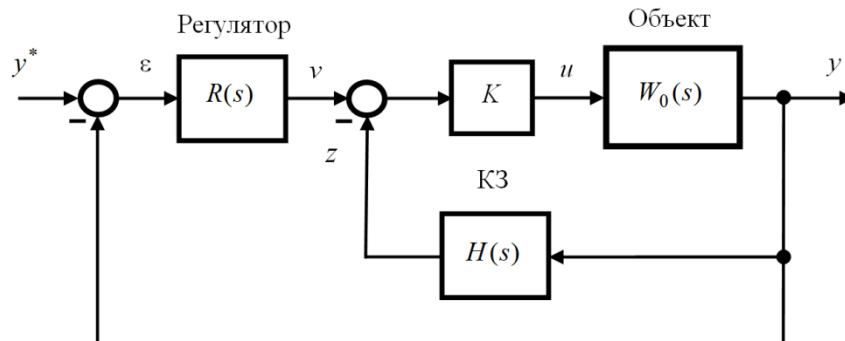 Регулятор
Объект
y*
ε
R(s)
v
K
u
W₀(s)
y
z
КЗ
H(s)